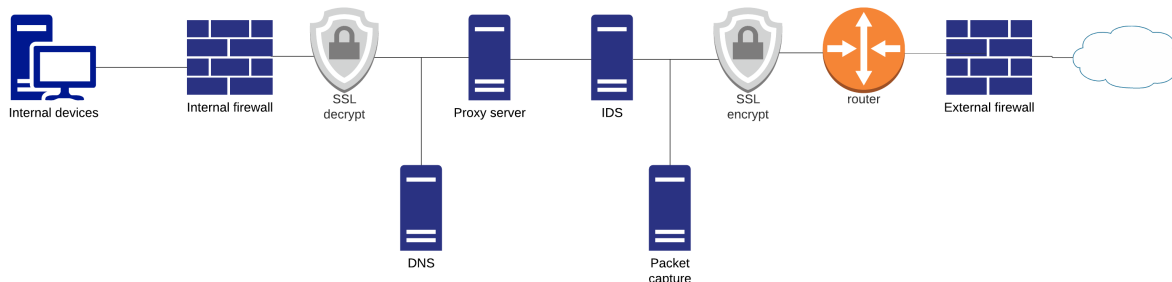 Internal devices
Internal firewall
SSL
decrypt
Proxy server
IDS
SSL
encrypt
router
External firewall
DNS
Packet
capture